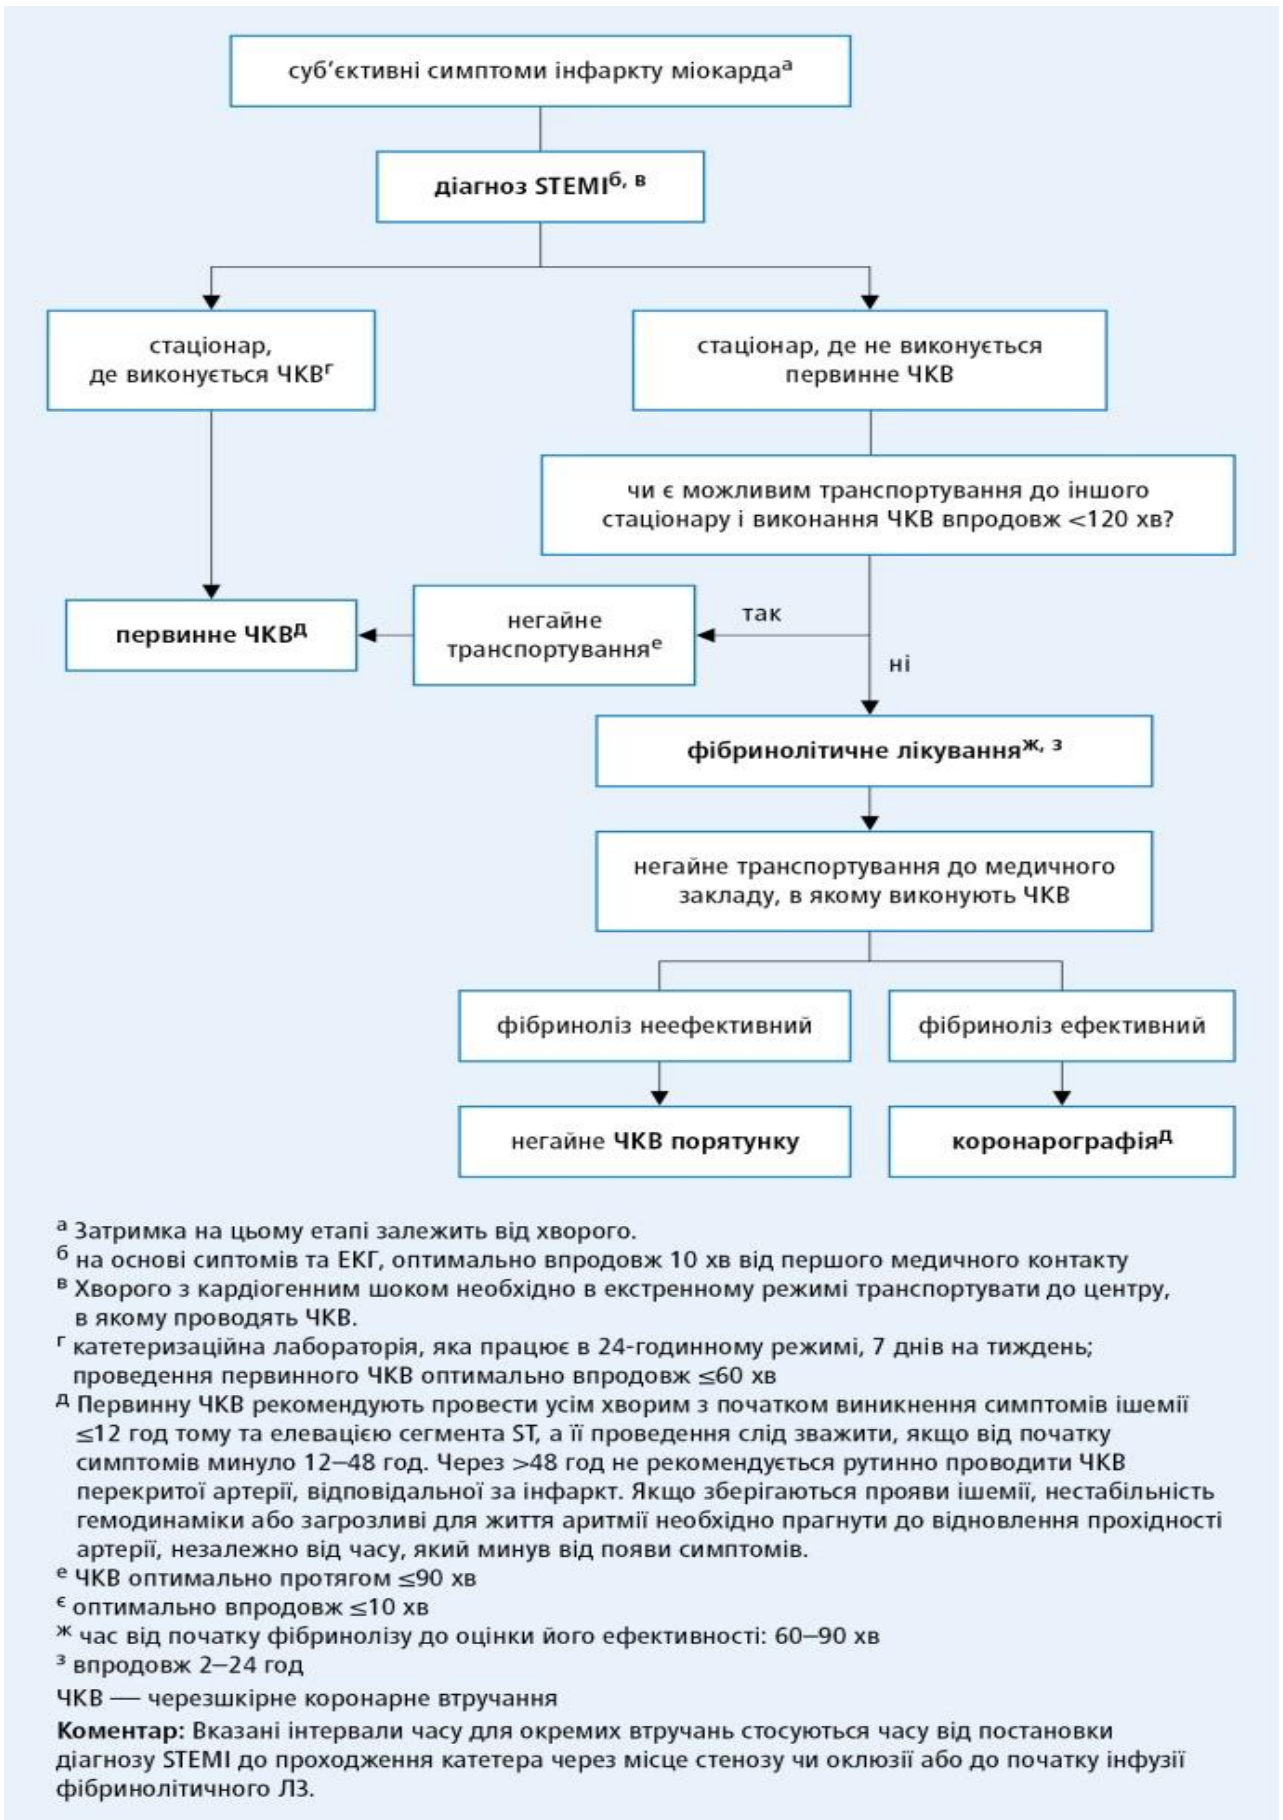 суб’єктивні симптоми інфаркту міокардаᵃ
діагноз STEMIб, в
стаціонар,
де виконується ЧКВг
стаціонар, де не виконується
первинне ЧКВ
чи є можливим транспортування до іншого
стаціонару і виконання ЧКВ впродовж <120 хв?
первинне ЧКВД
негайне
транспортуванняе
так
ні
фібринолітичне лікуванняж, з
негайне транспортування до медичного
закладу, в якому виконують ЧКВ
фібриноліз неефективний
фібриноліз ефективний
негайне ЧКВ порятунку
коронарографіяД
а Затримка на цьому етапі залежить від хворого.
б на основі сиптомів та ЕКГ, оптимально впродовж 10 хв від першого медичного контакту
в Хворого з кардіогенним шоком необхідно в екстренному режимі транспортувати до центру,
в якому проводять ЧКВ.
г катетеризаційна лабораторія, яка працює в 24-годинному режимі, 7 днів на тиждень;
проведення первинного ЧКВ оптимально впродовж ≤60 хв
Д Первинну ЧКВ рекомендують провести усім хворим з початком виникнення симптомів ішемії
≤12 год тому та елевацією сегмента ST, а її проведення слід зважити, якщо від початку
симптомів минуло 12–48 год. Через >48 год не рекомендується рутинно проводити ЧКВ
перекритої артерії, відповідальної за інфаркт. Якщо зберігаються прояви ішемії, нестабільність
гемодинаміки або загрозливі для життя аритмії необхідно прагнути до відновлення прохідності
артерії, незалежно від часу, який минув від появи симптомів.
е ЧКВ оптимально протягом ≤90 хв
є оптимально впродовж ≤10 хв
ж час від початку фібринолізу до оцінки його ефективності: 60–90 хв
з впродовж 2–24 год
ЧКВ — черезшкірне коронарне втручання
Коментар: Вказані інтервали часу для окремих втручань стосуються часу від постановки
діагнозу STEMI до проходження катетера через місце стенозу чи оклюзії або до початку інфузії
фібринолітичного ЛЗ.